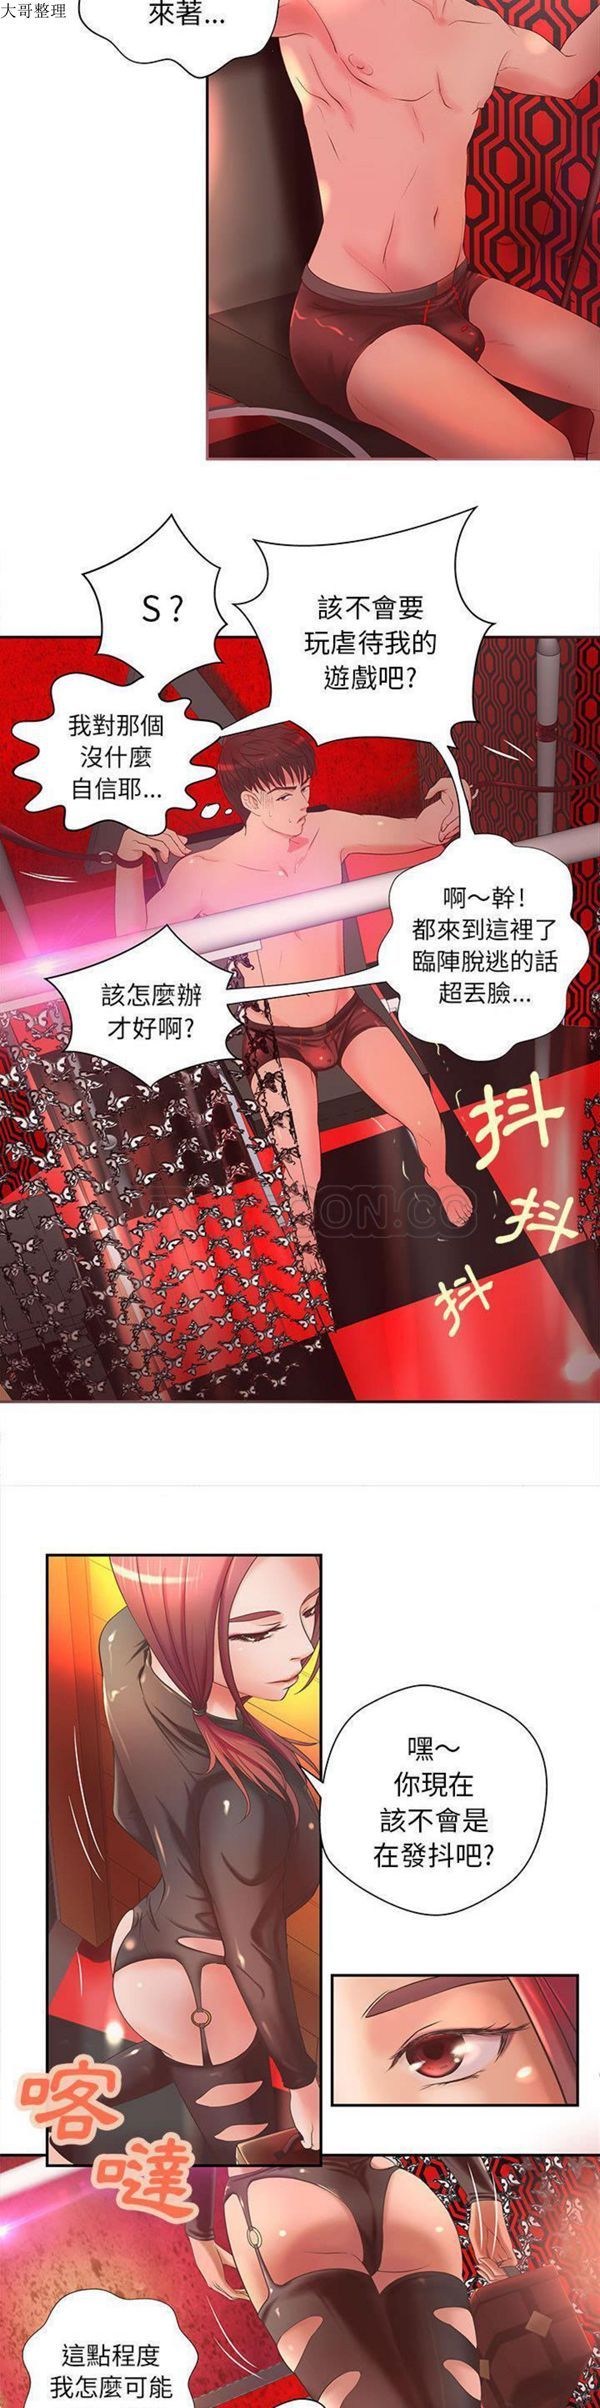 大哥整理
來著...
S?
該不會要
玩虐待我的
遊戲吧?
我對那個
沒什麼
自信耶...
啊～幹!
都來到這裡了
臨陣脫逃的話
超丟臉...
該怎麼辦
才好啊?
抖
抖
抖
嘿～
你現在
該不會是
在發抖吧?
喀
噠
這點程度
我怎麼可能